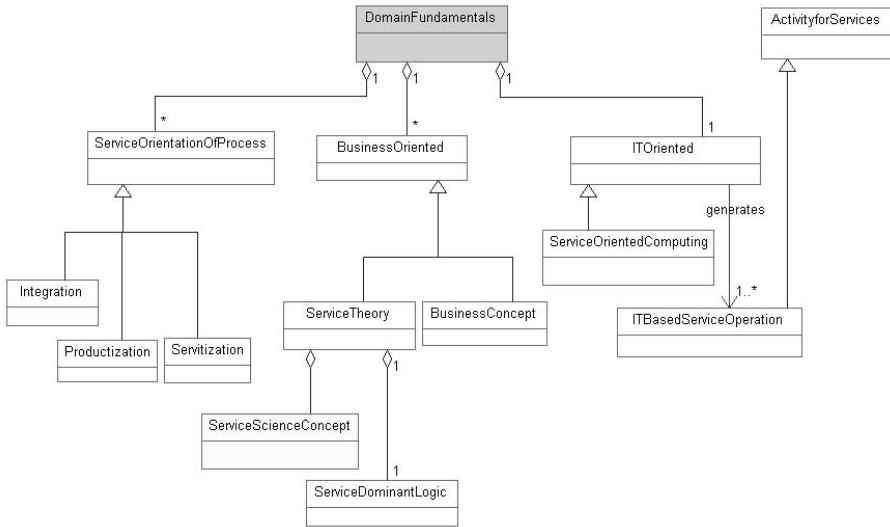 DomainFundamentals
ActivityforServices
1
1
1
*
*
1
ServiceOrientationOfProcess
BusinessOriented
ITOriented
generates
ServiceOrientedComputing
Integration
1..*
ServiceTheory
BusinessConcept
ITBasedServiceOperation
Productization
Servitization
1
ServiceScienceConcept
1
ServiceDominantLogic